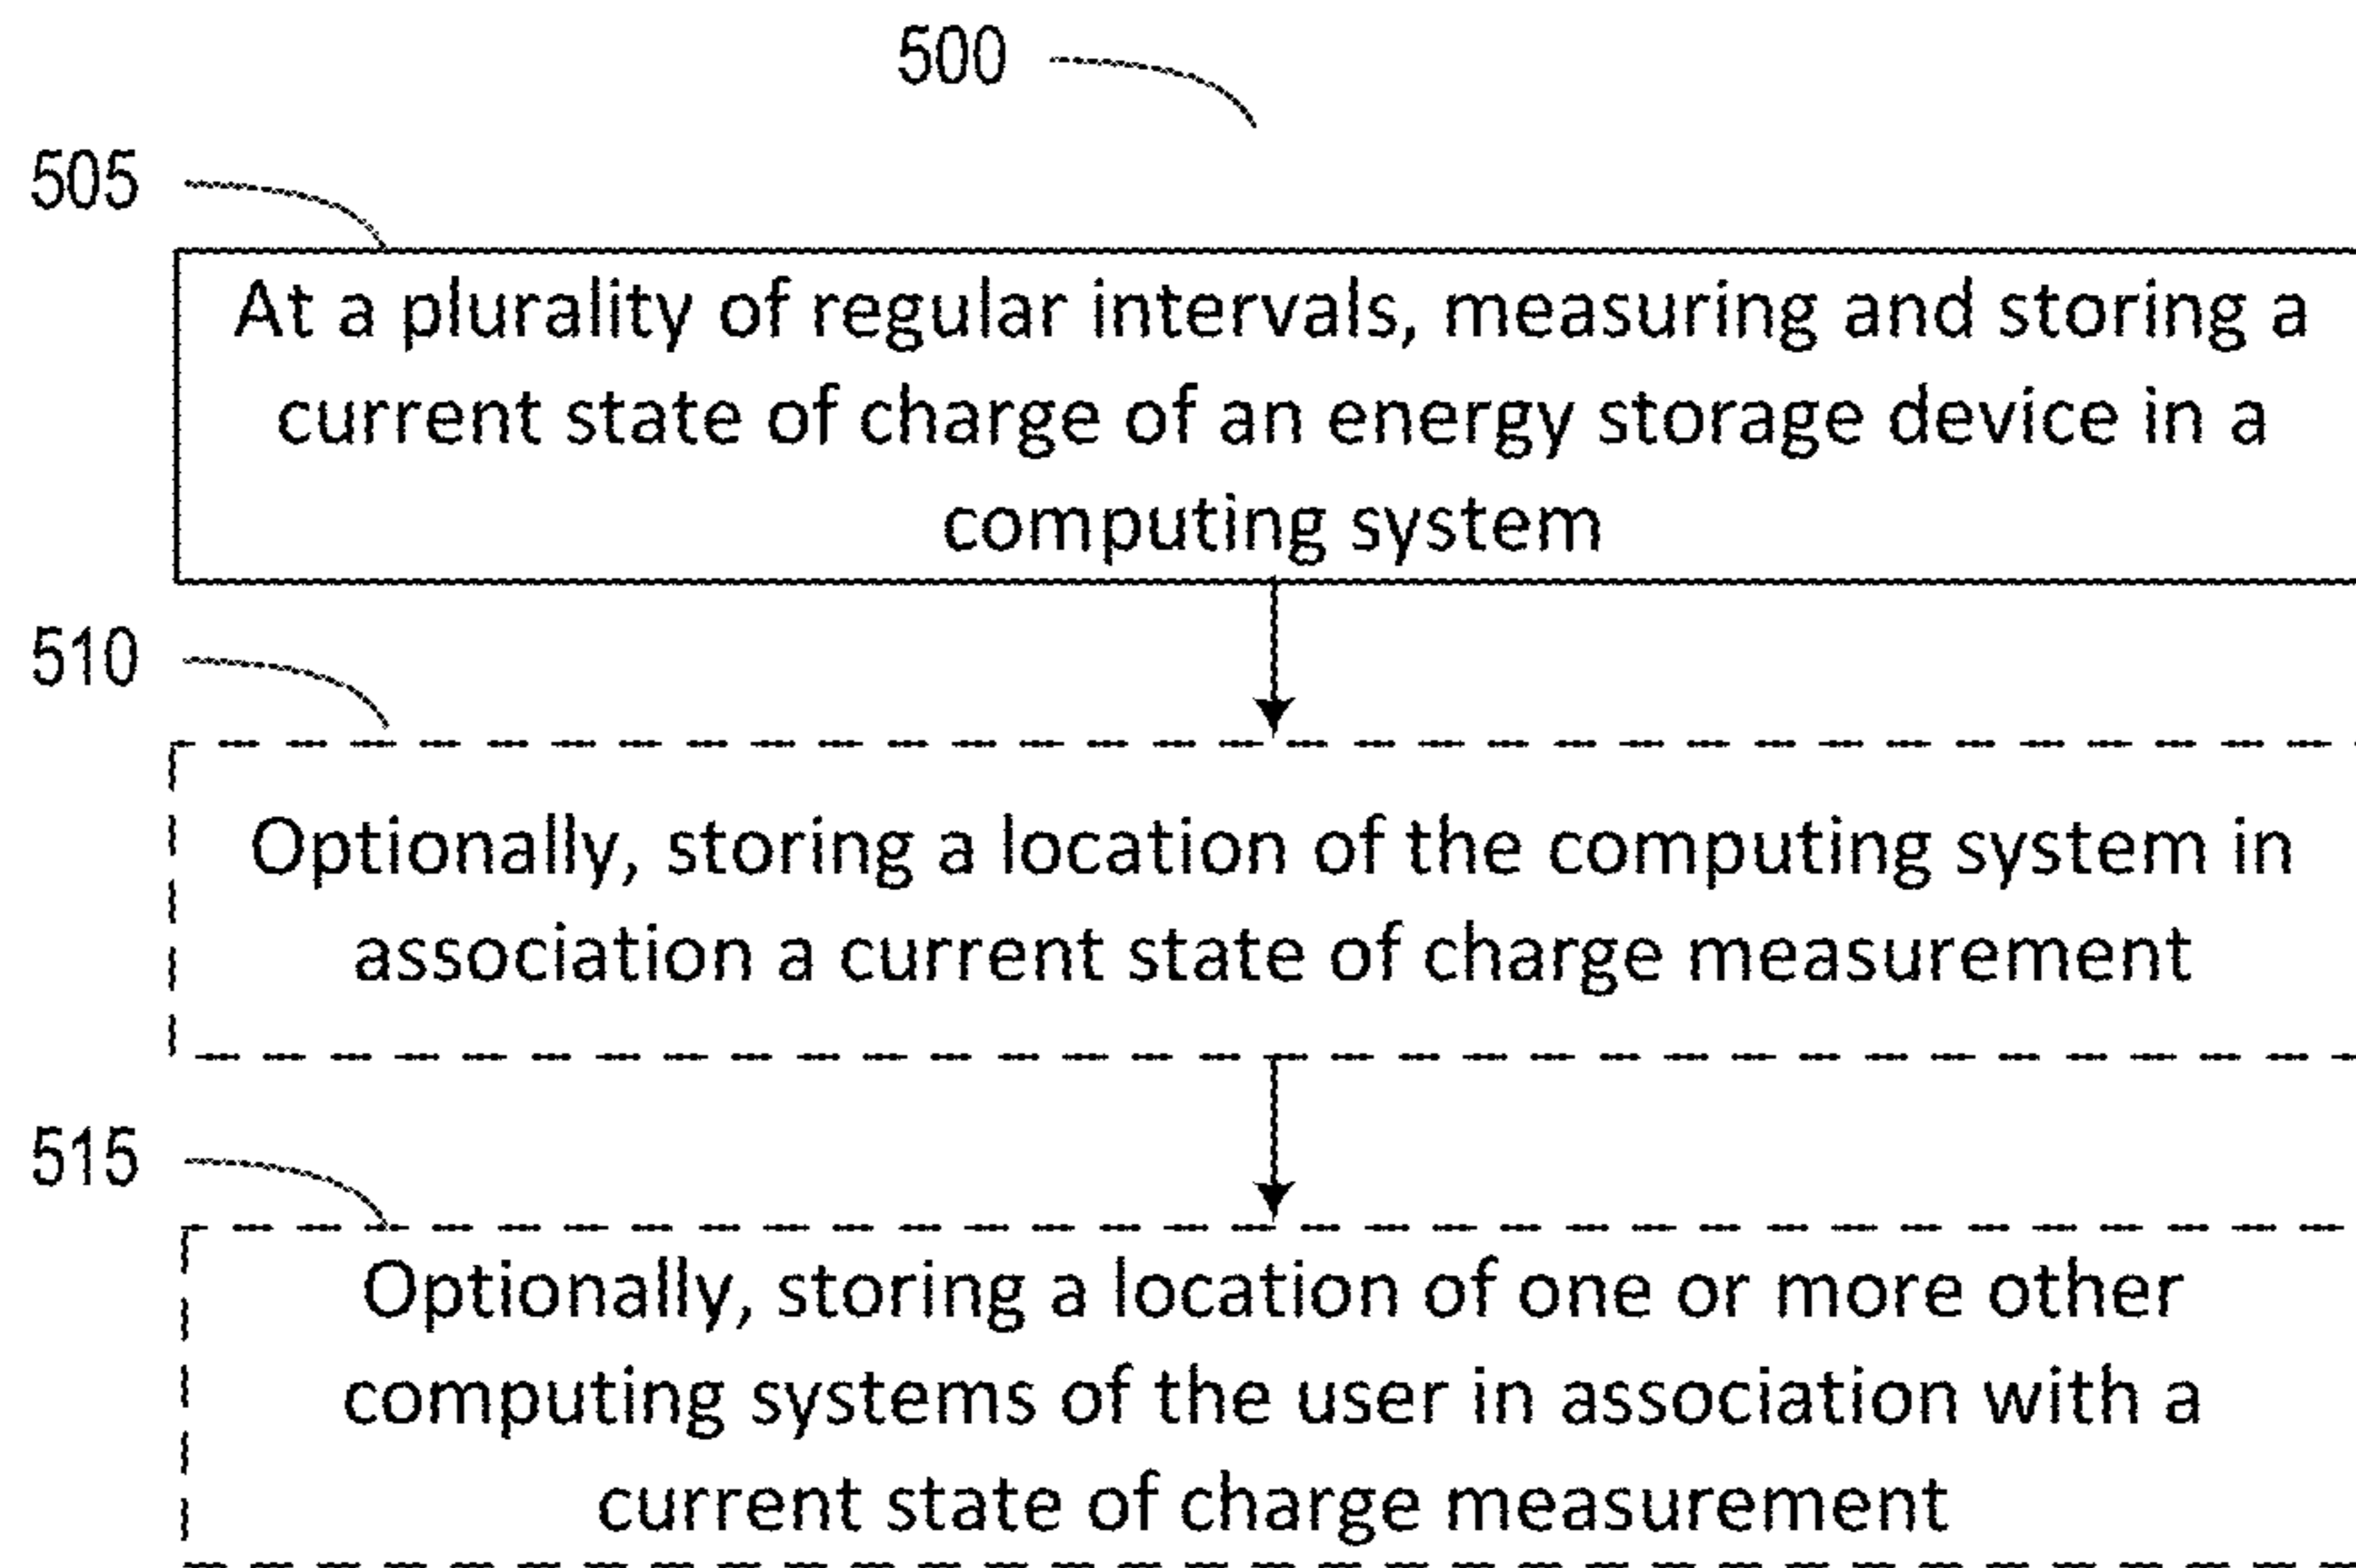 500
505
At a plurality of regular intervals, measuring and storing a
current state of charge of an energy storage device in a
computing system
510
Optionally, storing a location of the computing system in
association a current state of charge measurement
515
Optionally, storing a location of one or more other
computing systems of the user in association with a
current state of charge measurement